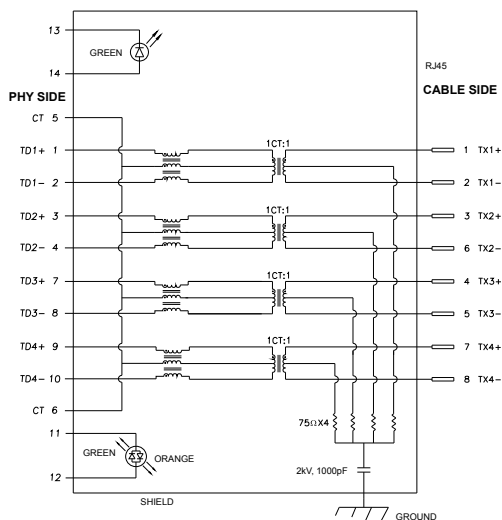 13
GREEN
14
RJ45
PHY SIDE
CABLE SIDE
CT 5
1CT:1
TD1+ 1
1 TX1+
TD1- 2
2 TX1-
1CT:1
TD2+ 3
3 TX2+
TD2- 4
6 TX2-
1CT:1
TD3+ 7
4 TX3+
TD3- 8
5 TX3-
1CT:1
TD4+ 9
7 TX4+
TD4- 10
8 TX4-
CT 6
75ΩX4
11
GREEN
ORANGE
2kV, 1000pF
12
SHIELD
GROUND